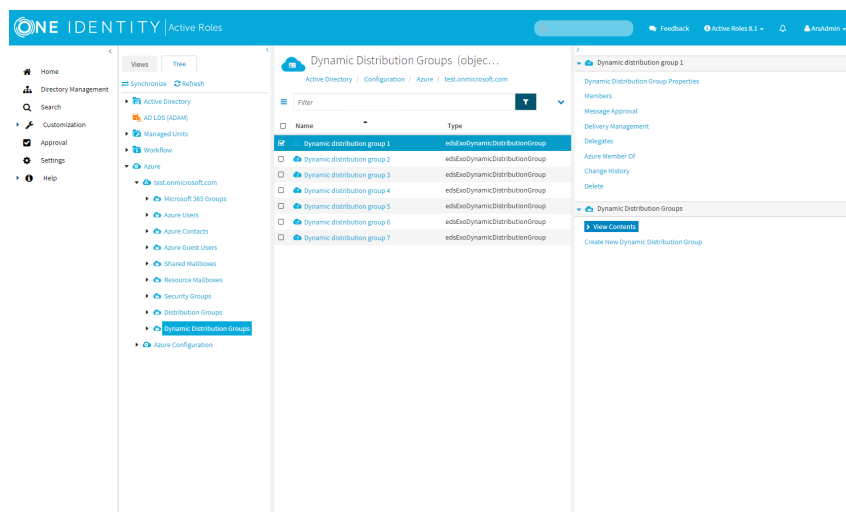 ONE IDENTITY Active Roles
Feedback
Active Roles 8.1
ArsAdmin
Home
Directory Management
Search
Customization
Approval
Settings
Help
Views
Tree
Synchronize
Refresh
Active Directory
AD LDS (ADAM)
Managed Units
Workflow
Azure
test.onmicrosoft.com
Microsoft 365 Groups
Azure Users
Azure Contacts
Azure Guest Users
Shared Mailboxes
Resource Mailboxes
Security Groups
Distribution Groups
Dynamic Distribution Groups
Azure Configuration
Dynamic Distribution Groups (objec...
Active Directory / Configuration / Azure / test.onmicrosoft.com
Filter
Name Type
Dynamic distribution group 1 edsExoDynamicDistributionGroup
Dynamic distribution group 2 edsExoDynamicDistributionGroup
Dynamic distribution group 3 edsExoDynamicDistributionGroup
Dynamic distribution group 4 edsExoDynamicDistributionGroup
Dynamic distribution group 5 edsExoDynamicDistributionGroup
Dynamic distribution group 6 edsExoDynamicDistributionGroup
Dynamic distribution group 7 edsExoDynamicDistributionGroup
Dynamic distribution group 1
Dynamic Distribution Group Properties
Members
Message Approval
Delivery Management
Delegates
Azure Member Of
Change History
Delete
Dynamic Distribution Groups
View Contents
Create New Dynamic Distribution Group